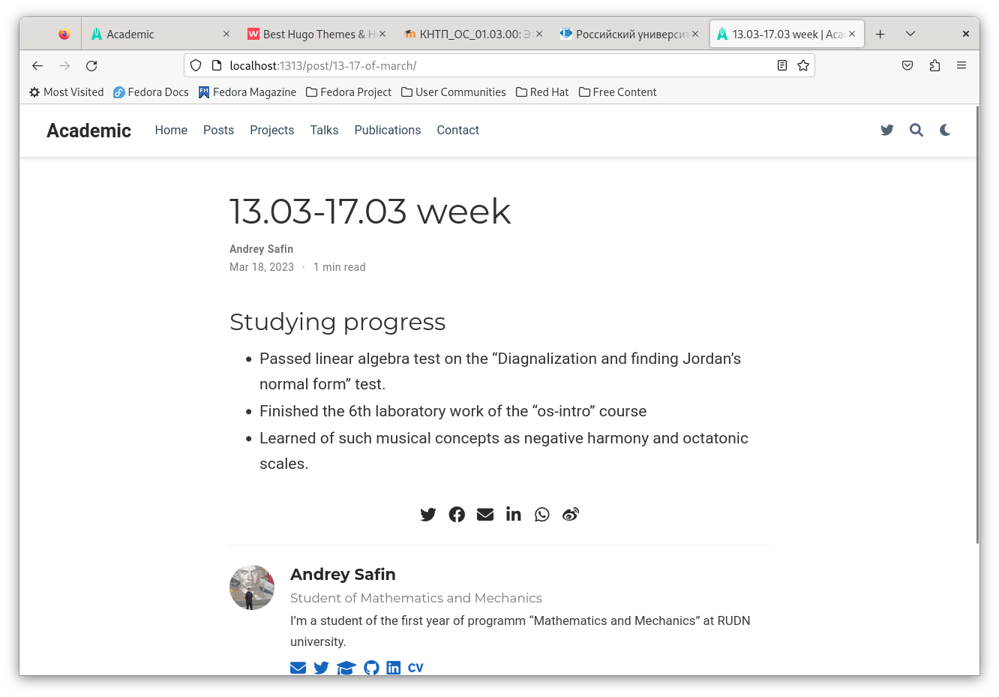 Academic
Best Hugo Themes & H
КНТП_ОС_01.03.00: Эт
Российский университ
13.03-17.03 week | Acad
localhost:1313/post/13-17-of-march/
Most Visited
Fedora Docs
Fedora Magazine
Fedora Project
User Communities
Red Hat
Free Content
Academic
Home
Posts
Projects
Talks
Publications
Contact
13.03-17.03 week
Andrey Safin
Mar 18, 2023 · 1 min read
Studying progress
• Passed linear algebra test on the “Diagnalization and finding Jordan’s
normal form” test.
• Finished the 6th laboratory work of the “os-intro” course
• Learned of such musical concepts as negative harmony and octatonic
scales.
Andrey Safin
Student of Mathematics and Mechanics
I’m a student of the first year of programm “Mathematics and Mechanics” at RUDN
university.
CV